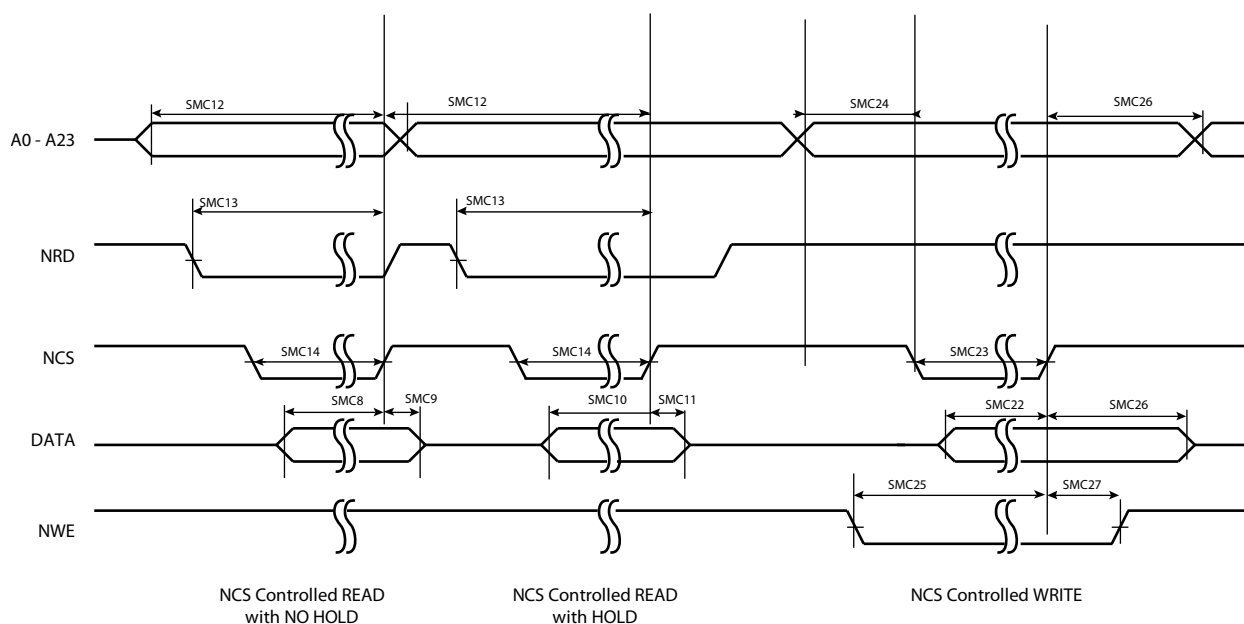 SMC12
SMC12
SMC24
SMC26
A0 - A23
SMC13
SMC13
NRD
NCS
SMC14
SMC14
SMC23
SMC8
SMC9
SMC10
SMC11
SMC22
SMC26
DATA
SMC25
SMC27
NWE
NCS Controlled READ
with NO HOLD
NCS Controlled READ
with HOLD
NCS Controlled WRITE